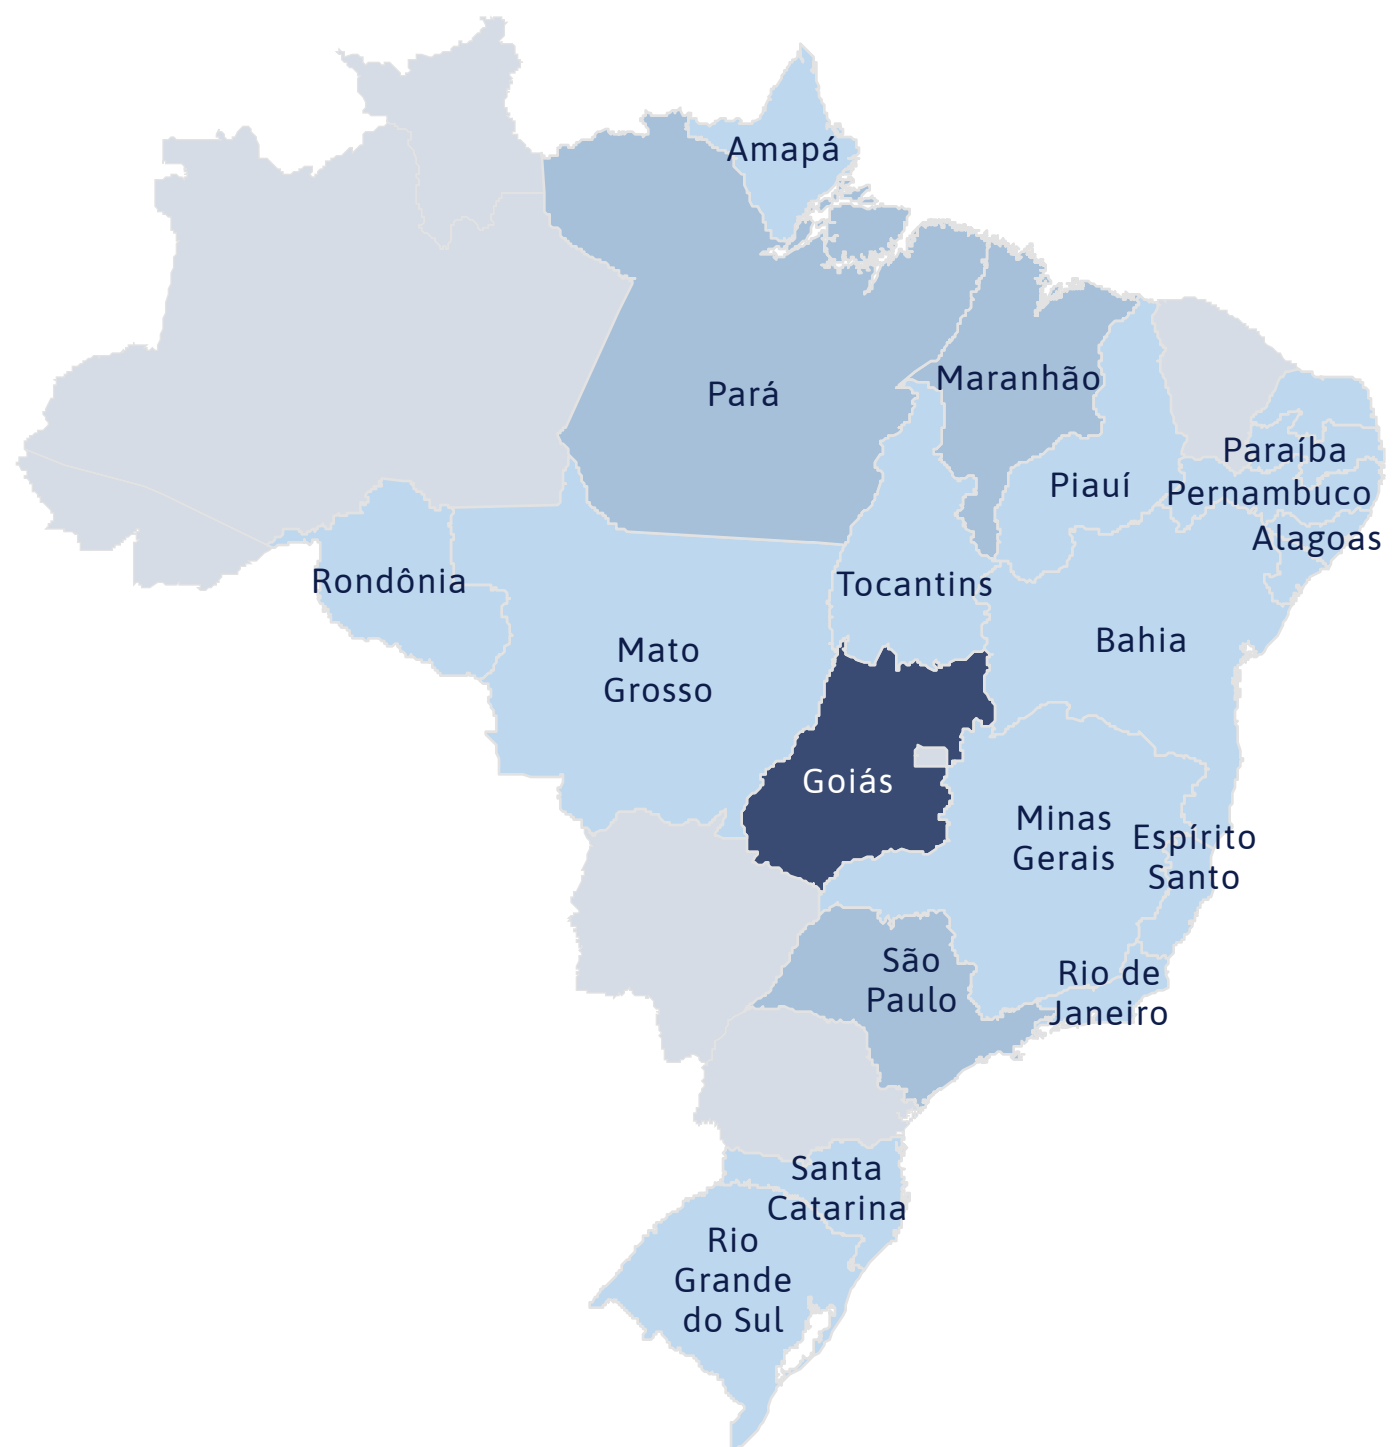 Amapá
Pará
Maranhão
Paraíba
Piauí
Pernambuco
Alagoas
Rondônia
Tocantins
Bahia
Mato
Grosso
Goiás
Minas
Gerais
Espírito
Santo
São
Paulo
Rio de
Janeiro
Santa
Catarina
Rio
Grande
do Sul